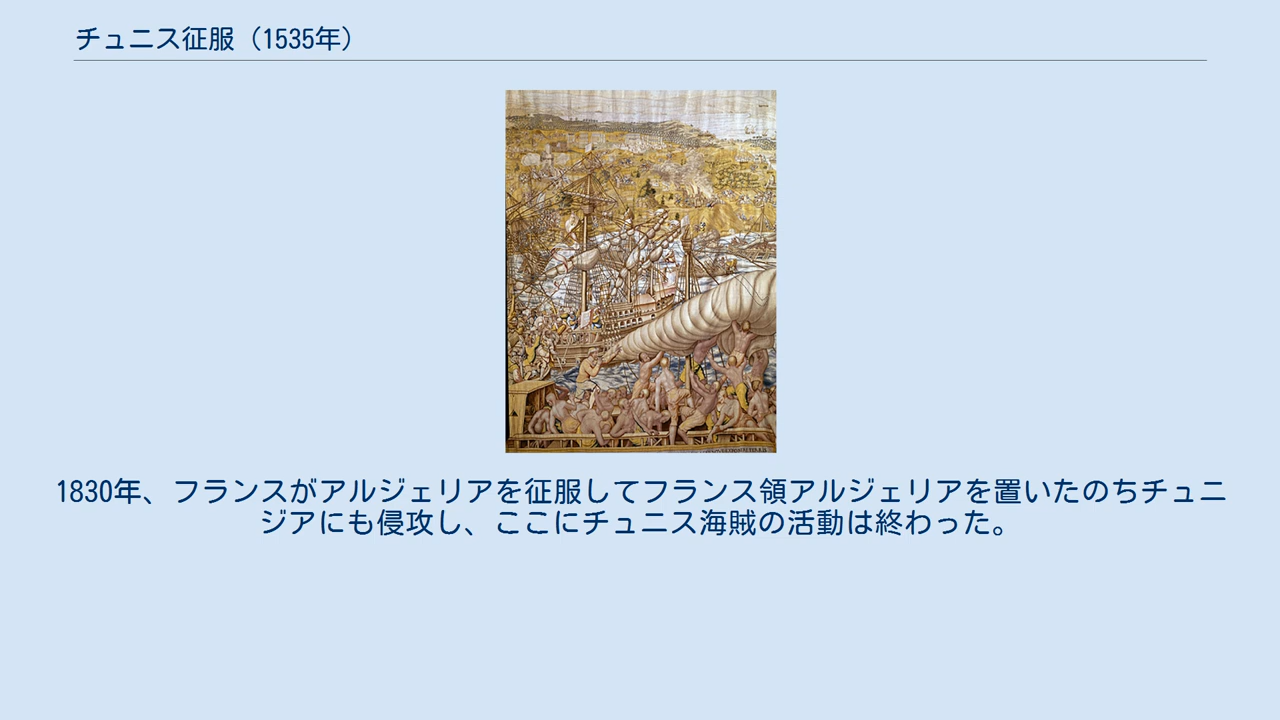 チュニス征服（1535年）
1830年、フランスがアルジェリアを征服してフランス領アルジェリアを置いたのちチュニ
ジアにも侵攻し、ここにチュニス海賊の活動は終わった。